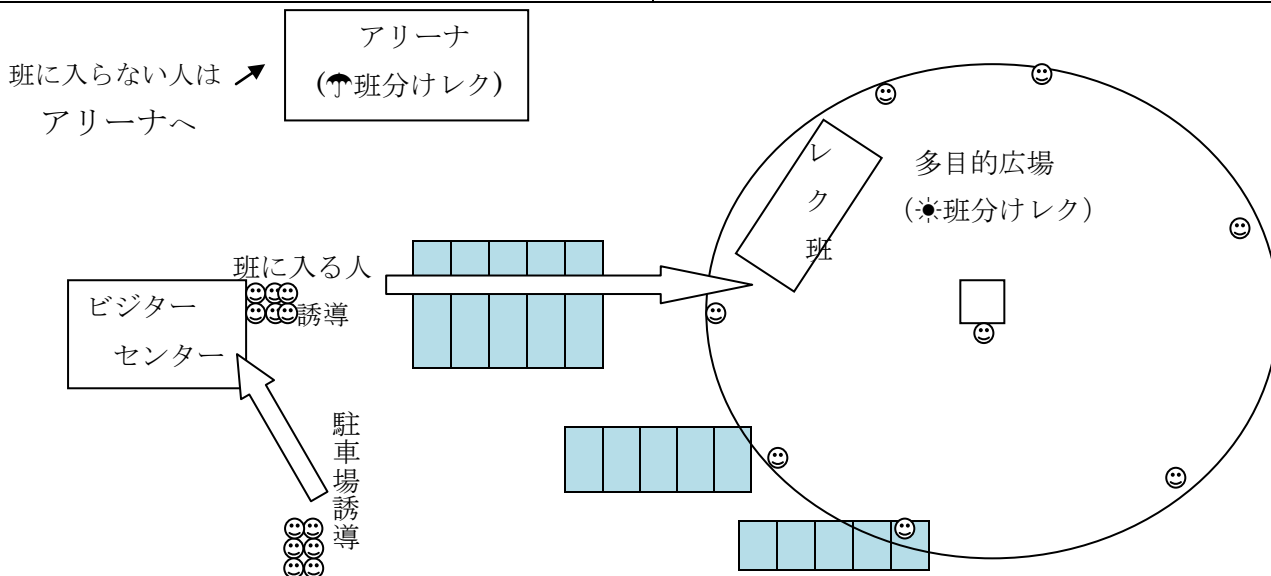 アリーナ
(☂班分けレク)
班に入らない人は
アリーナへ
レク班
多目的広場
(☀班分けレク)
班に入る人
誘導
ビジター
センター
駐車場誘導